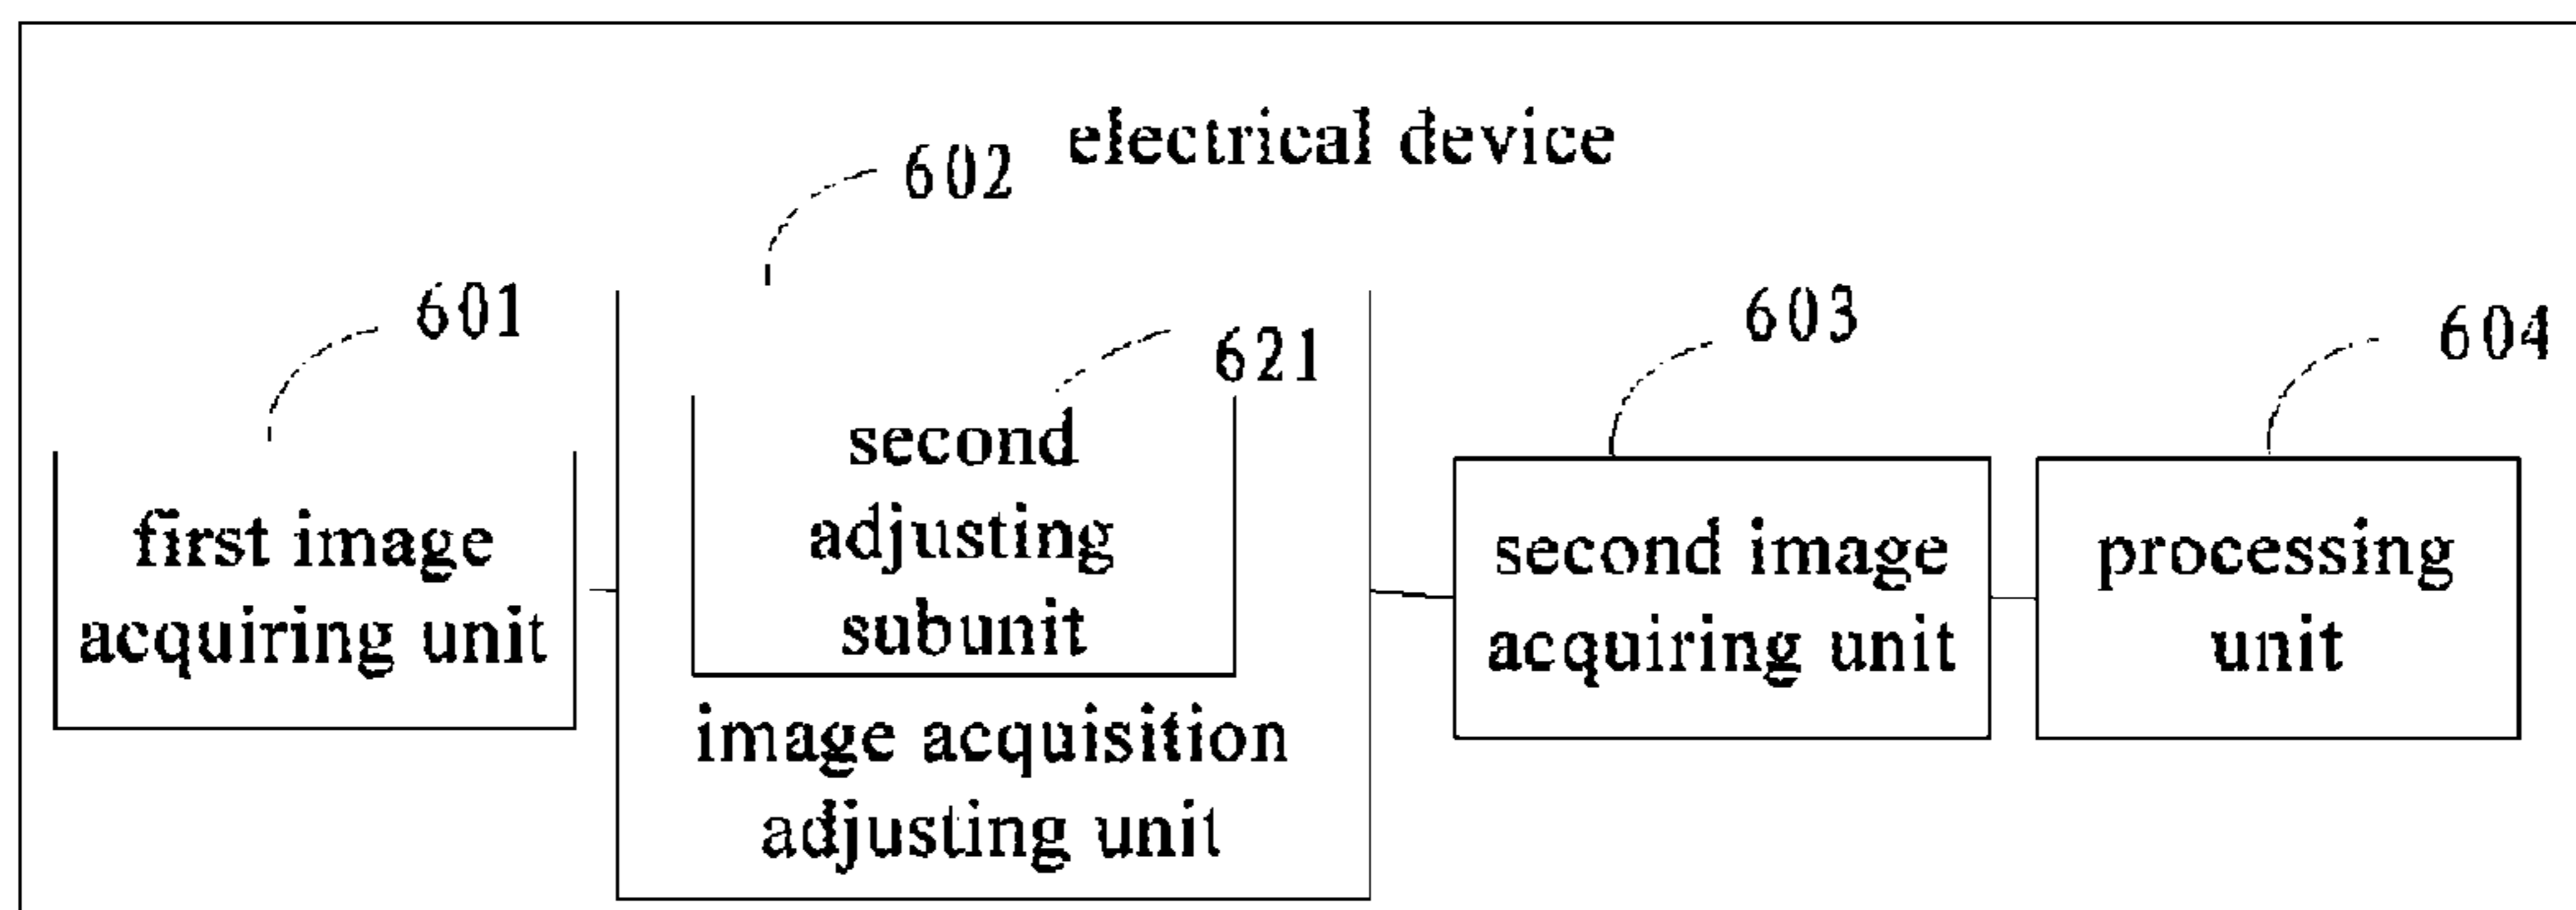 electrical device
602
601
621
603
604
first image
acquiring unit
second
adjusting
subunit
image acquisition
adjusting unit
second image
acquiring unit
processing
unit